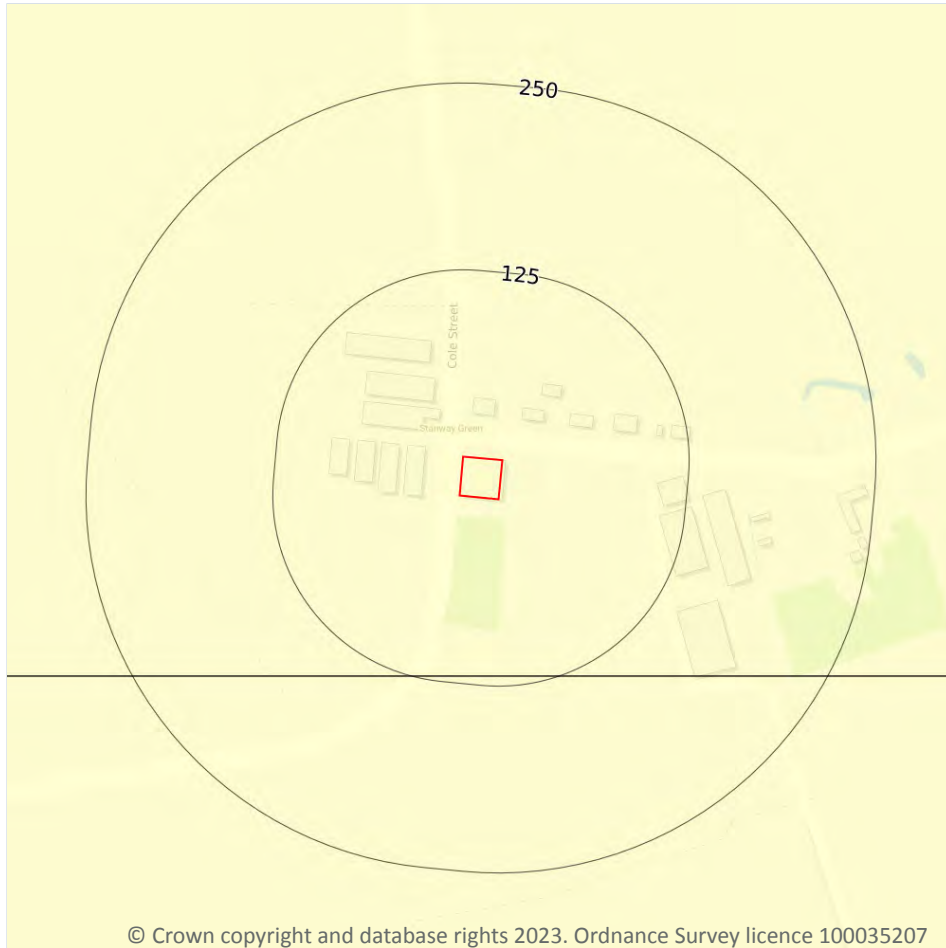 250
125
Cole Street
Stanway Green
© Crown copyright and database rights 2023. Ordnance Survey licence 100035207